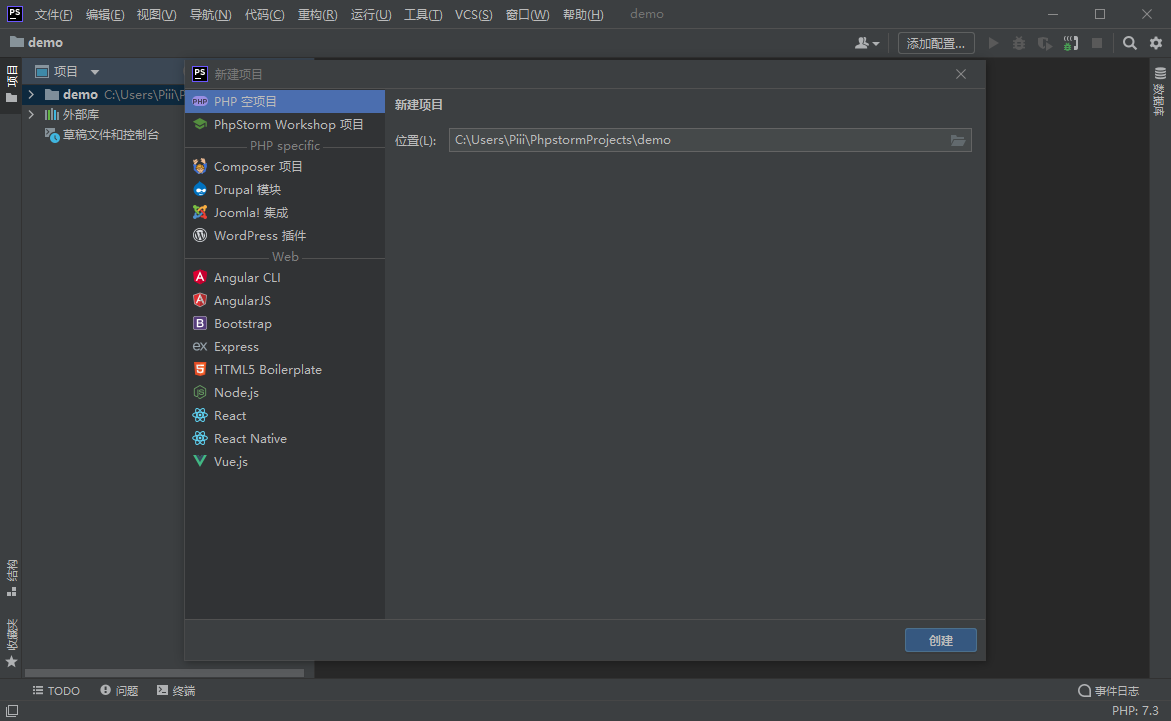 PS 文件(F) 编辑(E) 视图(V) 导航(N) 代码(C) 重构(R) 运行(U) 工具(T) VCS(S) 窗口(W) 帮助(H) demo
demo
添加配置...
项目
项目
demo C:\Users\Piii\P
外部库
草稿文件和控制台
PS 新建项目
PHP PHP 空项目
PhpStorm Workshop 项目
PHP specific
Composer 项目
Drupal 模块
Joomla! 集成
WordPress 插件
Web
Angular CLI
AngularJS
B Bootstrap
ex Express
HTML5 Boilerplate
Node.js
React
React Native
Vue.js
新建项目
位置(L): C:\Users\Piii\PhpstormProjects\demo
创建
数据库
结构
收藏夹
TODO 问题 终端 事件日志
PHP: 7.3